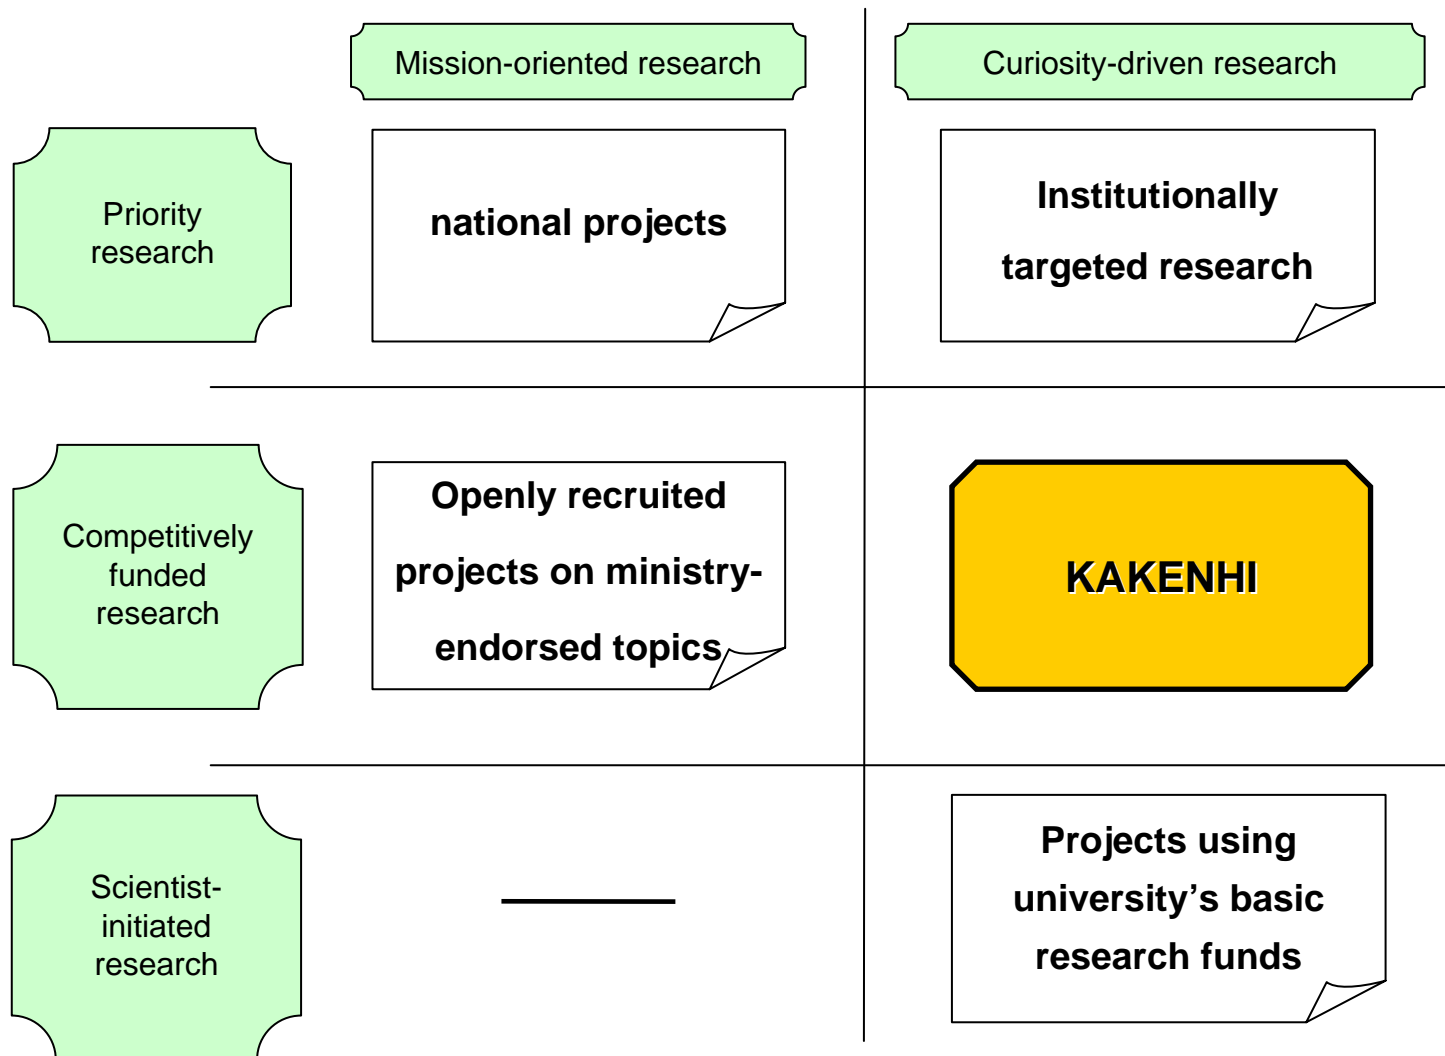 Mission-oriented research
Curiosity-driven research
Priority
research
national projects
Institutionally
targeted research
Competitively
funded
research
Openly recruited
projects on ministry-
endorsed topics
KAKENHI
Scientist-
initiated
research
Projects using
university’s basic
research funds